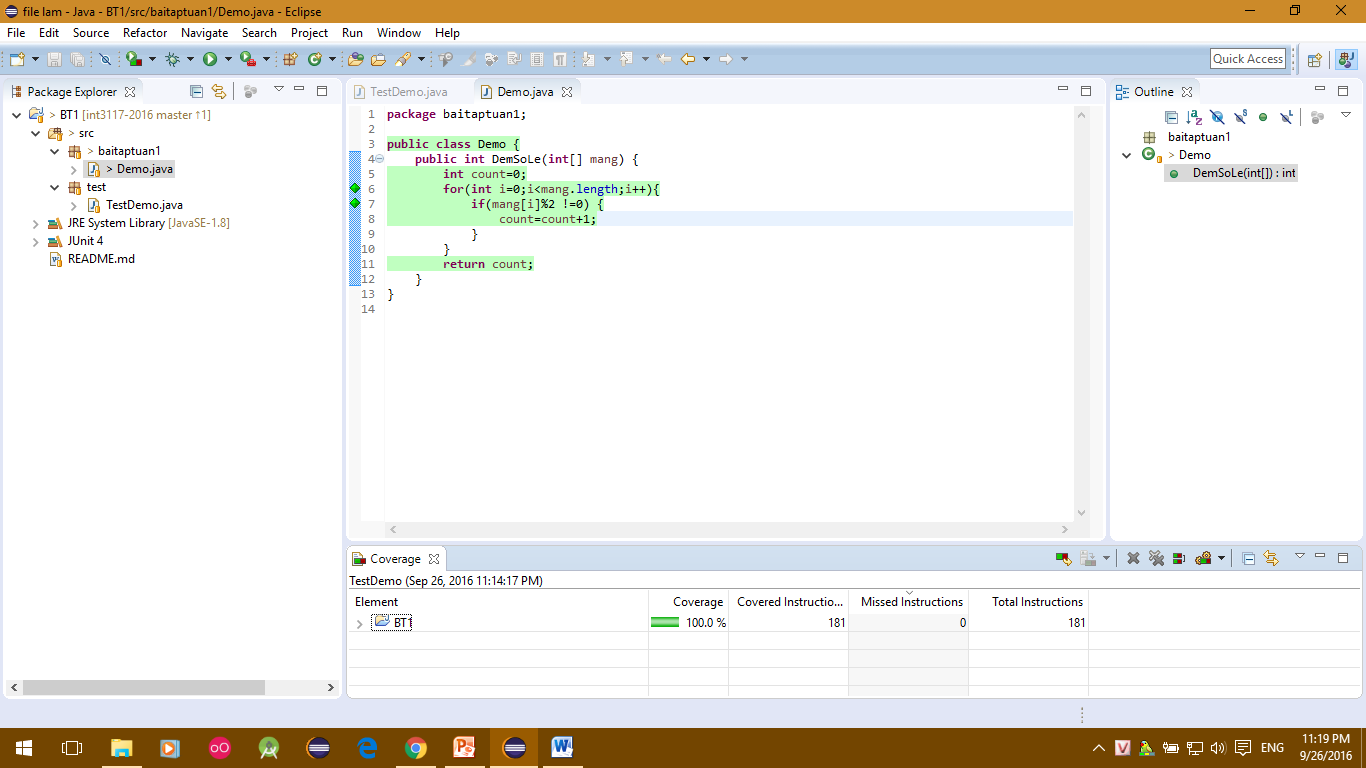 file lam - Java - BT1/src/baitaptuan1/Demo.java - Eclipse
File Edit Source Refactor Navigate Search Project Run Window Help
Quick Access
Package Explorer
BT1 [int3117-2016 master ↑1]
> src
> baitaptuan1
> Demo.java
test
TestDemo.java
JRE System Library [JavaSE-1.8]
JUnit 4
README.md
TestDemo.java Demo.java
1 package baitaptuan1;
2
3 public class Demo {
4 public int DemSoLe(int[] mang) {
5 int count=0;
6 for(int i=0;i<mang.length;i++){
7 if(mang[i]%2 !=0) {
8 count=count+1;
9 }
10 }
11 return count;
12 }
13 }
14
Outline
baitaptuan1
> Demo
DemSoLe(int[]) : int
Coverage
TestDemo (Sep 26, 2016 11:14:17 PM)
Element Coverage Covered Instructio... Missed Instructions Total Instructions
BT1 100.0 % 181 0 181
ENG
11:19 PM
9/26/2016